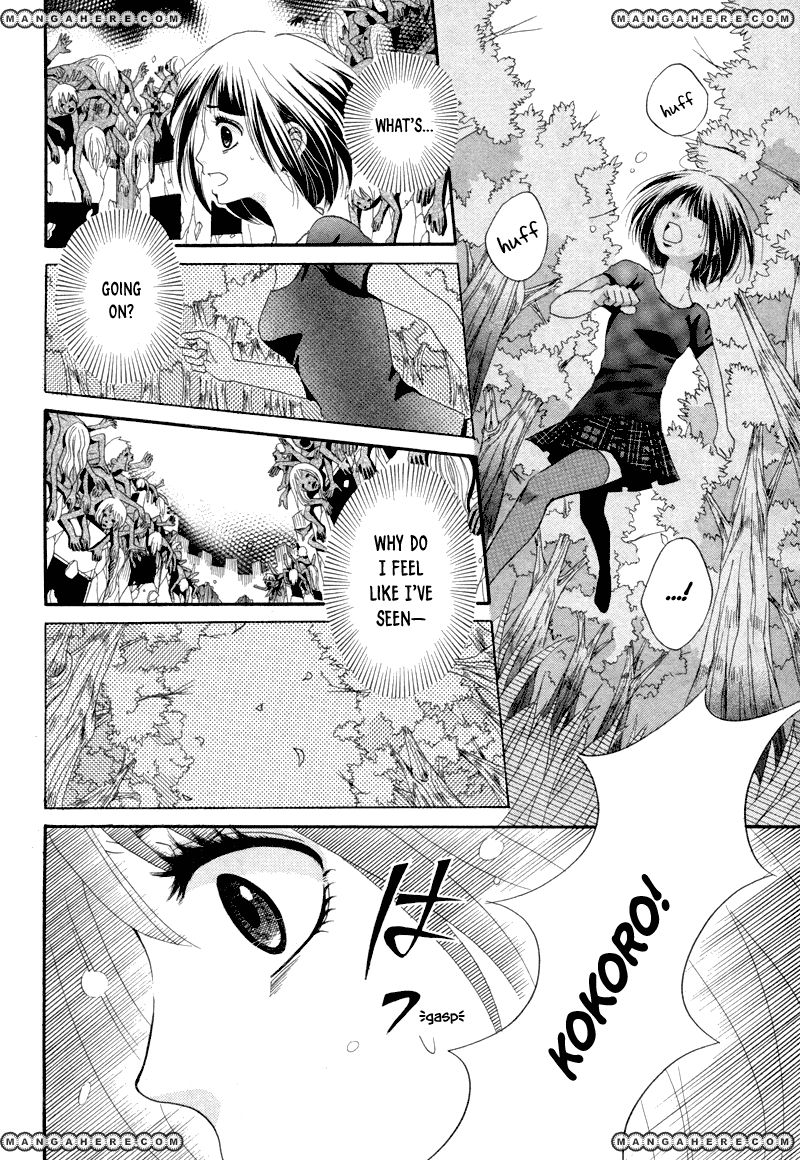 MANGAHERE.COM
MANGAHERE.COM
huff
huff
....!
WHAT'S...
GOING
ON?
WHY DO
I FEEL
LIKE I'VE
SEEN—
KOKORO!
はっ
gasp
MANGAHERE.COM
MANGAHERE.COM